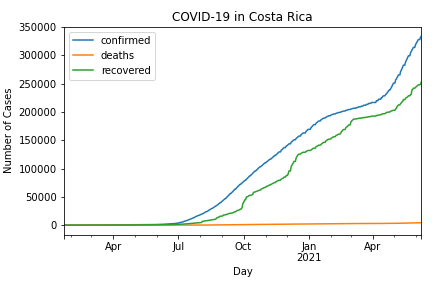 COVID-19 in Costa Rica
confirmed
deaths
recovered
350000
300000
250000
200000
150000
100000
50000
0
Number of Cases
Apr
Jul
Oct
Jan
2021
Apr
Day